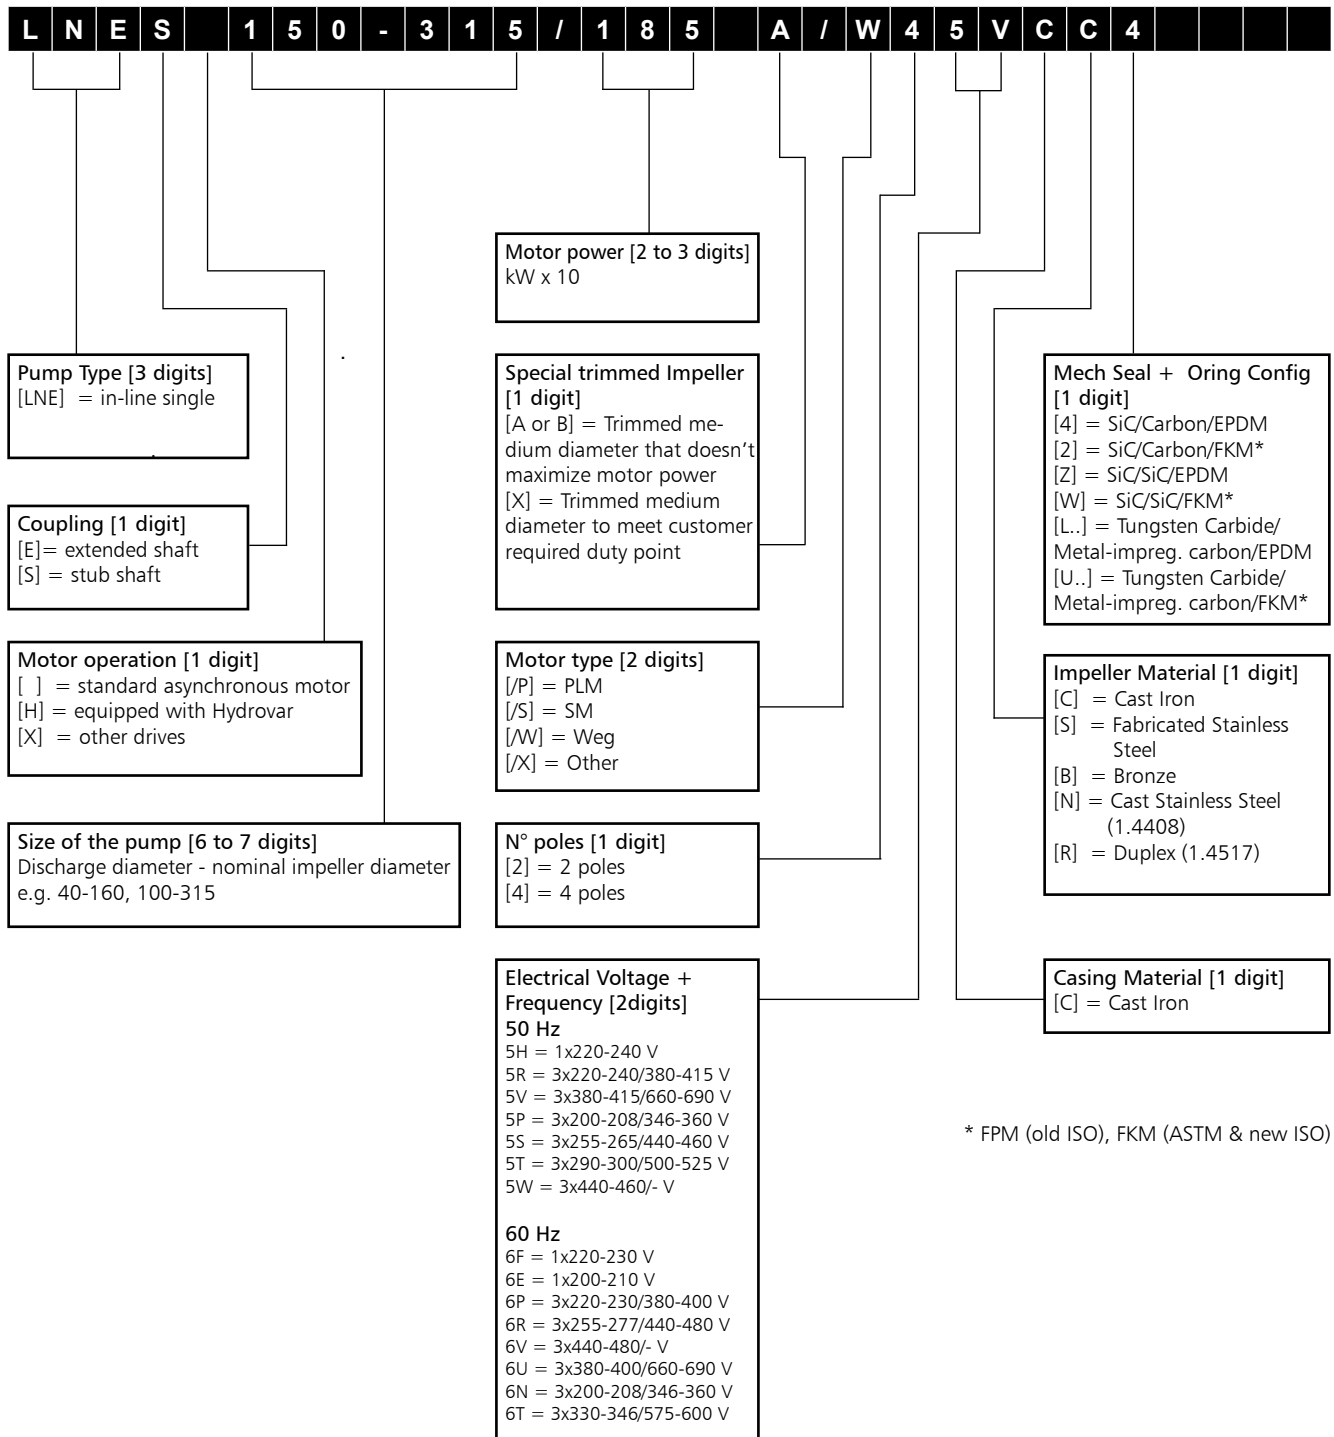 L N E S 1 5 0 - 3 1 5 / 1 8 5 A / W 4 5 V C C 4
Motor power [2 to 3 digits]
kW x 10
Pump Type [3 digits]
[LNE] = in-line single
Coupling [1 digit]
[E]= extended shaft
[S] = stub shaft
Motor operation [1 digit]
[ ] = standard asynchronous motor
[H] = equipped with Hydrovar
[X] = other drives
Size of the pump [6 to 7 digits]
Discharge diameter - nominal impeller diameter
e.g. 40-160, 100-315
Special trimmed Impeller
[1 digit]
[A or B] = Trimmed me-
dium diameter that doesn't
maximize motor power
[X] = Trimmed medium
diameter to meet customer
required duty point
Motor type [2 digits]
[/P] = PLM
[/S] = SM
[/W] = Weg
[/X] = Other
N° poles [1 digit]
[2] = 2 poles
[4] = 4 poles
Electrical Voltage +
Frequency [2digits]
50 Hz
5H = 1x220-240 V
5R = 3x220-240/380-415 V
5V = 3x380-415/660-690 V
5P = 3x200-208/346-360 V
5S = 3x255-265/440-460 V
5T = 3x290-300/500-525 V
5W = 3x440-460/- V
60 Hz
6F = 1x220-230 V
6E = 1x200-210 V
6P = 3x220-230/380-400 V
6R = 3x255-277/440-480 V
6V = 3x440-480/- V
6U = 3x380-400/660-690 V
6N = 3x200-208/346-360 V
6T = 3x330-346/575-600 V
Mech Seal + Oring Config
[1 digit]
[4] = SiC/Carbon/EPDM
[2] = SiC/Carbon/FKM*
[Z] = SiC/SiC/EPDM
[W] = SiC/SiC/FKM*
[L..] = Tungsten Carbide/
Metal-impreg. carbon/EPDM
[U..] = Tungsten Carbide/
Metal-impreg. carbon/FKM*
Impeller Material [1 digit]
[C] = Cast Iron
[S] = Fabricated Stainless
Steel
[B] = Bronze
[N] = Cast Stainless Steel
(1.4408)
[R] = Duplex (1.4517)
Casing Material [1 digit]
[C] = Cast Iron
* FPM (old ISO), FKM (ASTM & new ISO)